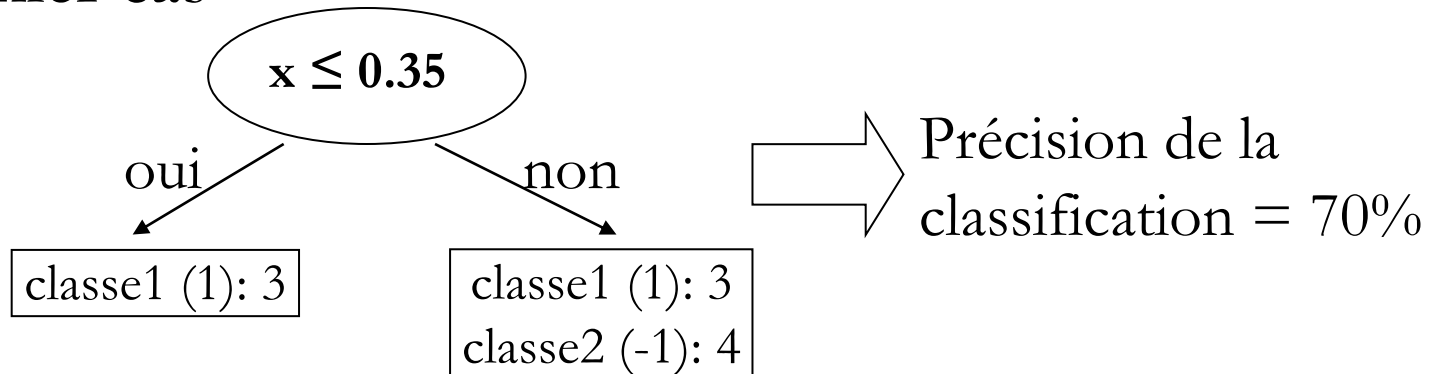 x ≤ 0.35
oui
non
Précision de la
classification = 70%
classe1 (1): 3
classe1 (1): 3
classe2 (-1): 4